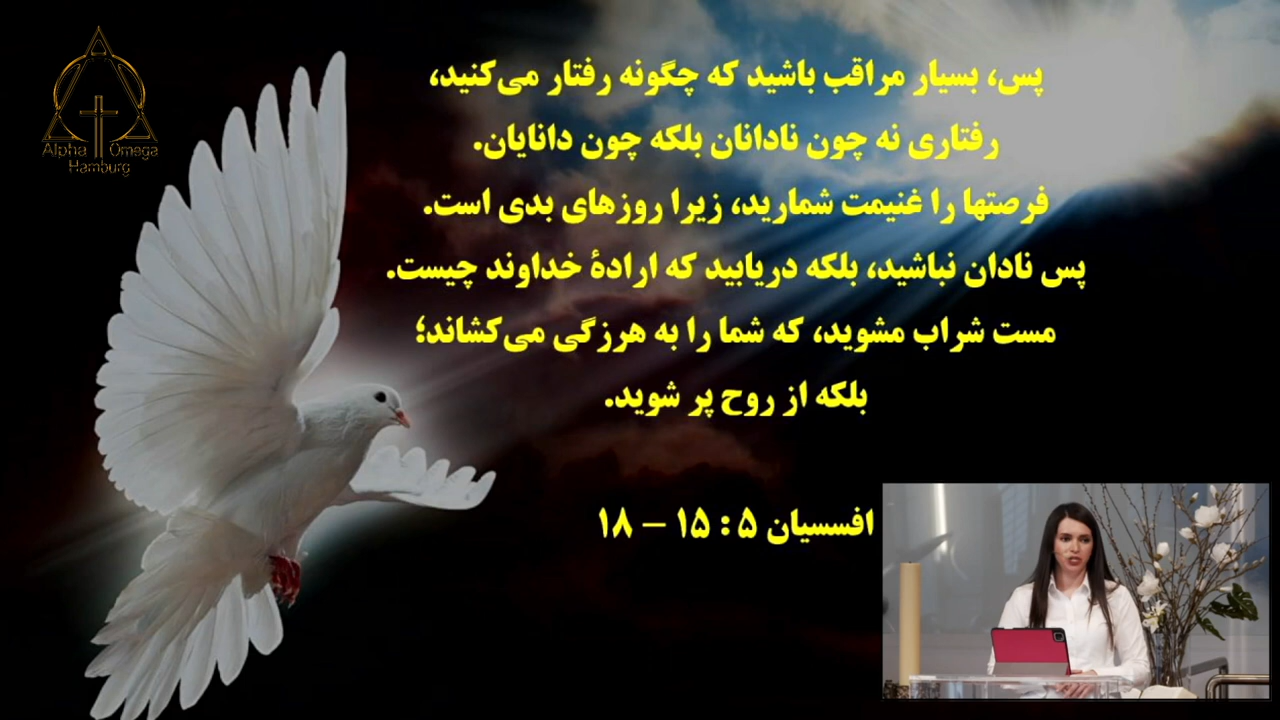 Alpha Omega
Hamburg
پس، بسیار مراقب باشید که چگونه رفتار می‌کنید،
رفتاری نه چون نادانان بلکه چون دانایان.
فرصتها را غنیمت شمارید، زیرا روزهای بدی است.
پس نادان نباشید، بلکه دریابید که ارادهٔ خداوند چیست.
مست شراب مشوید، که شما را به هرزگی می‌کشاند؛
بلکه از روح پر شوید.
افسسیان ۵ : ۱۵ – ۱۸